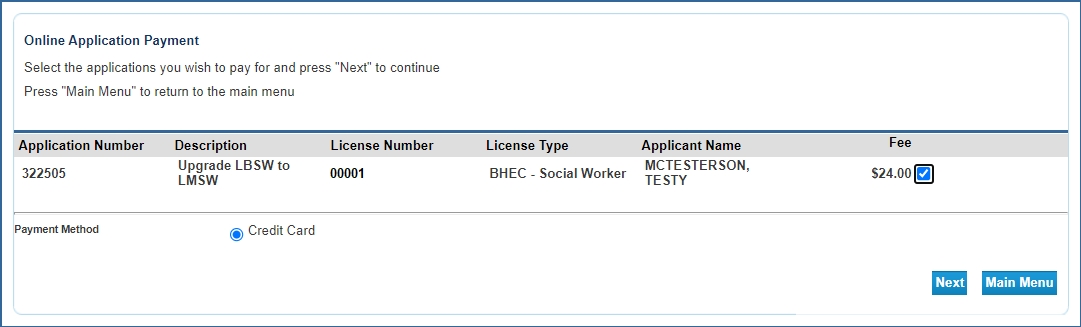 Online Application Payment
Select the applications you wish to pay for and press "Next" to continue
Press "Main Menu" to return to the main menu
Application Number Description License Number License Type Applicant Name Fee
322505 Upgrade LBSW to LMSW 00001 BHEC - Social Worker MCTESTERSON, TESTY $24.00
Payment Method Credit Card
Next Main Menu